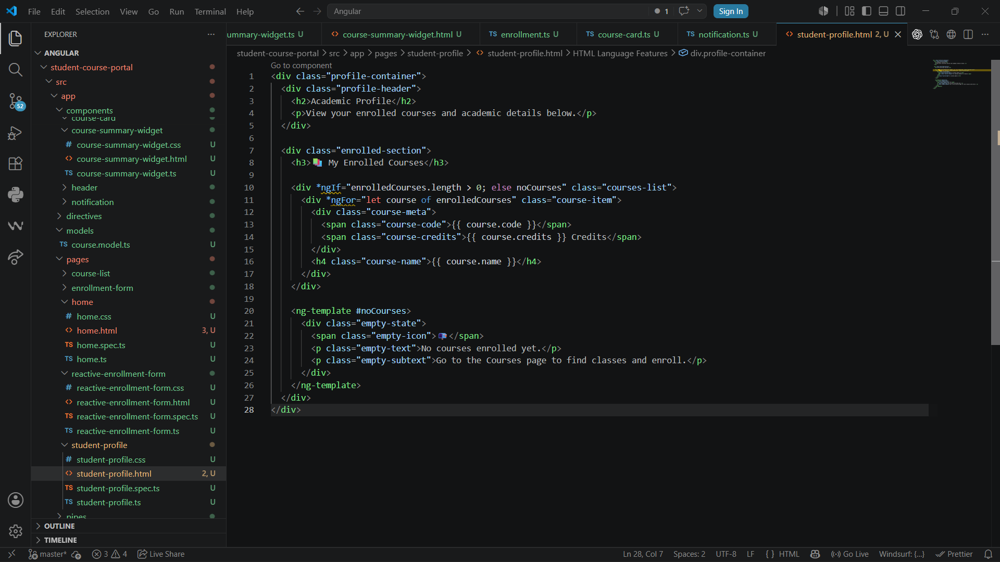 File Edit Selection View Go Run Terminal Help
Angular
1
Sign In
EXPLORER
ummary-widget.ts U
course-summary-widget.html U
TS enrollment.ts U
TS course-card.ts U
TS notification.ts U
student-profile.html 2, U
ANGULAR
student-course-portal
src
app
components
course-card
course-summary-widget
# course-summary-widget.css U
course-summary-widget.html U
TS course-summary-widget.ts U
header
notification
directives
models
TS course.model.ts U
pages
course-list
enrollment-form
home
# home.css U
home.html 3, U
TS home.spec.ts U
TS home.ts U
reactive-enrollment-form
# reactive-enrollment-form.css U
reactive-enrollment-form.html U
TS reactive-enrollment-form.spec.ts U
TS reactive-enrollment-form.ts U
student-profile
# student-profile.css U
student-profile.html 2, U
TS student-profile.spec.ts U
TS student-profile.ts U
pipes
OUTLINE
TIMELINE
52
student-course-portal > src > app > pages > student-profile > student-profile.html > HTML Language Features > div.profile-container
Go to component
1 <div class="profile-container">
2 <div class="profile-header">
3 <h2>Academic Profile</h2>
4 <p>View your enrolled courses and academic details below.</p>
5 </div>
6
7 <div class="enrolled-section">
8 <h3>📚 My Enrolled Courses</h3>
9
10 <div *ngIf="enrolledCourses.length > 0; else noCourses" class="courses-list">
11 <div *ngFor="let course of enrolledCourses" class="course-item">
12 <div class="course-meta">
13 <span class="course-code">{{ course.code }}</span>
14 <span class="course-credits">{{ course.credits }} Credits</span>
15 </div>
16 <h4 class="course-name">{{ course.name }}</h4>
17 </div>
18 </div>
19
20 <ng-template #noCourses>
21 <div class="empty-state">
22 <span class="empty-icon">📪</span>
23 <p class="empty-text">No courses enrolled yet.</p>
24 <p class="empty-subtext">Go to the Courses page to find classes and enroll.</p>
25 </div>
26 </ng-template>
27 </div>
28 </div>
master* 3 4 Live Share
Ln 28, Col 7 Spaces: 2 UTF-8 LF { } HTML Go Live Windsurf: {...} Prettier